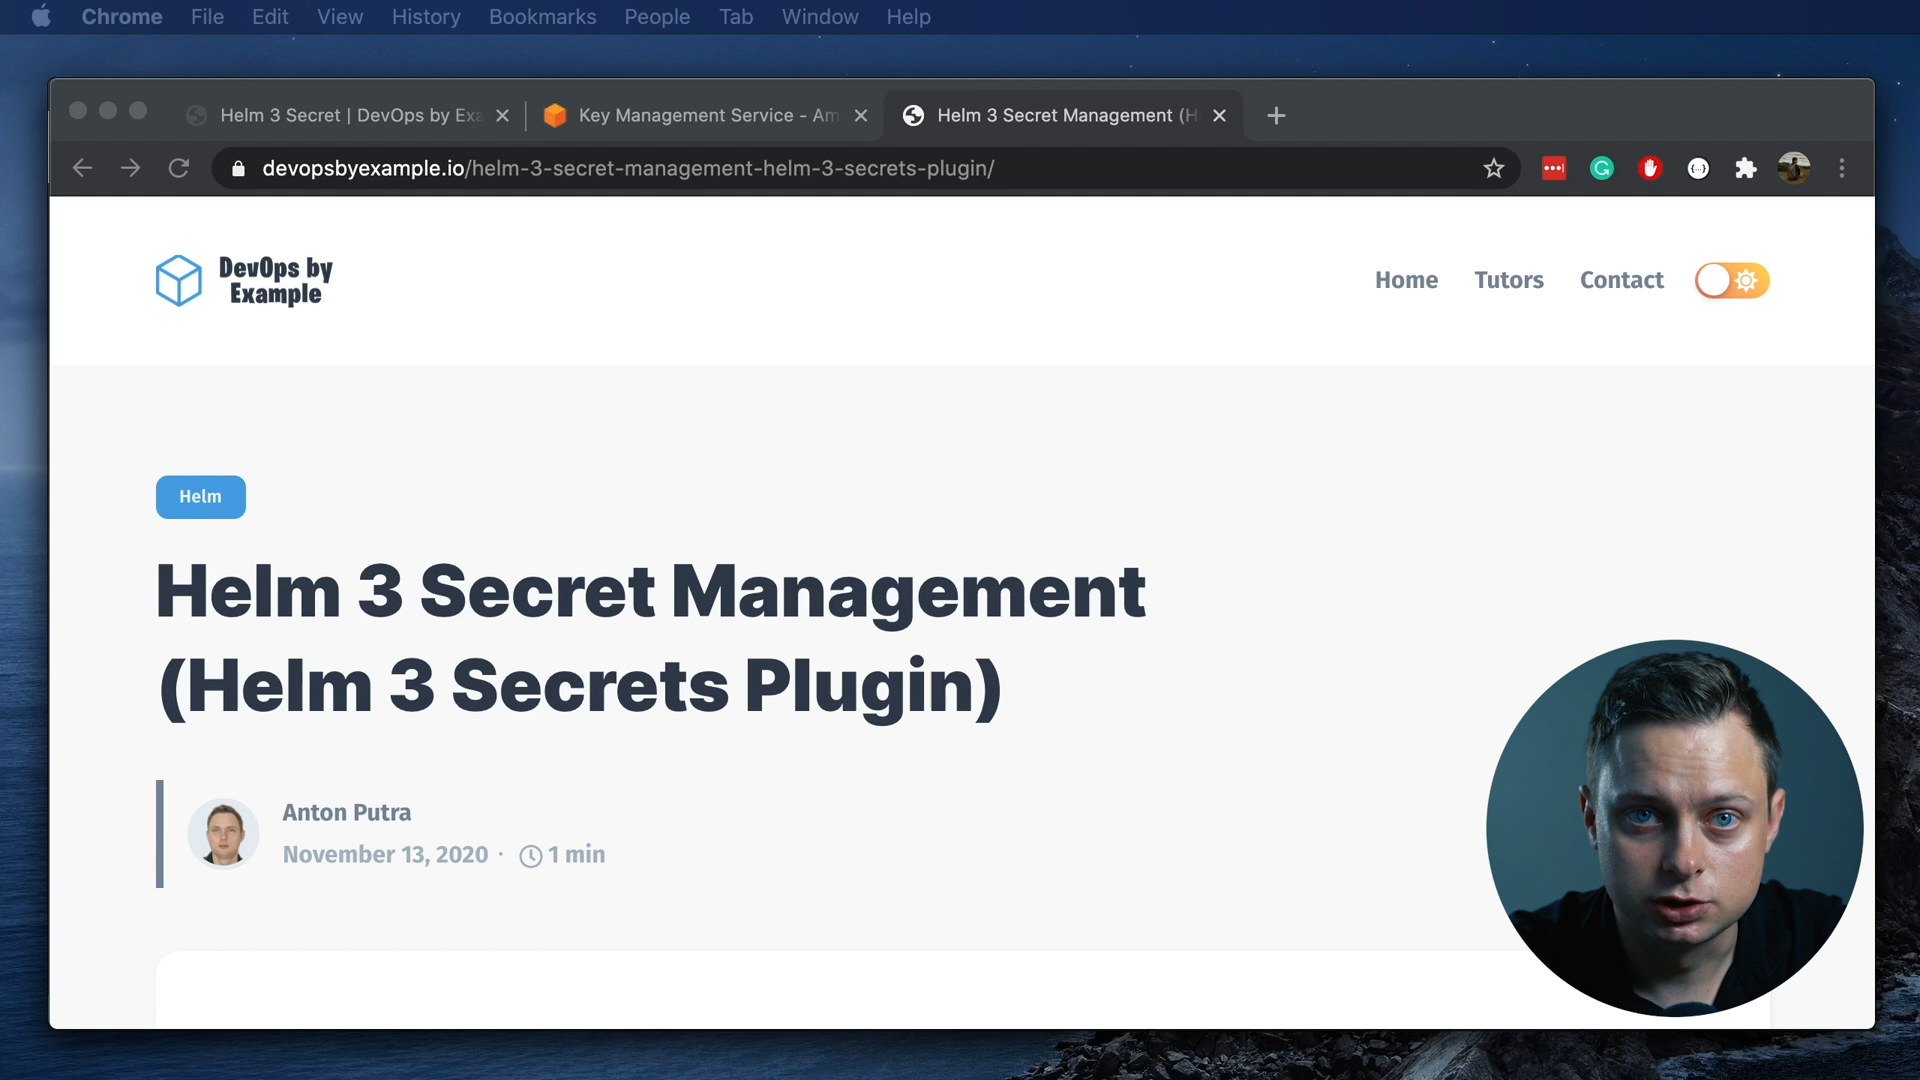 Chrome File Edit View History Bookmarks People Tab Window Help
Helm 3 Secret | DevOps by Exa
Key Management Service - Am
Helm 3 Secret Management (H
devopsbyexample.io/helm-3-secret-management-helm-3-secrets-plugin/
DevOps by
Example
Home Tutors Contact
Helm
Helm 3 Secret Management
(Helm 3 Secrets Plugin)
Anton Putra
November 13, 2020 · 1 min